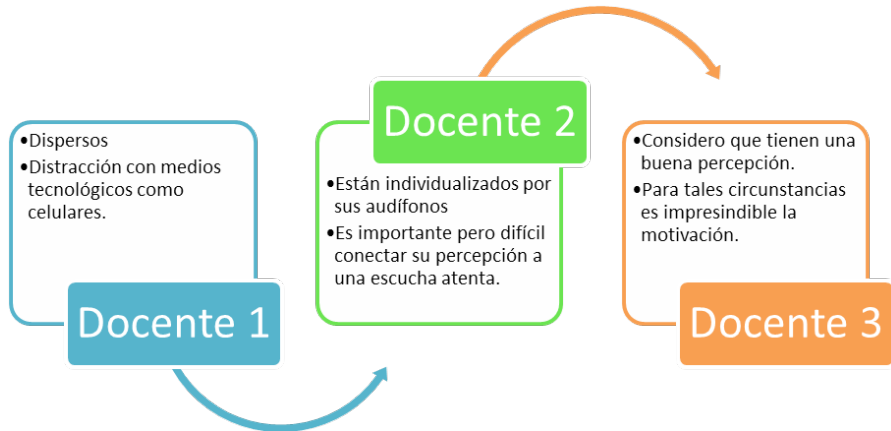 •Dispersos
•Distracción con medios
tecnológicos como
celulares.
Docente 1
Docente 2
•Están individualizados por
sus audífonos
•Es importante pero difícil
conectar su percepción a
una escucha atenta.
•Considero que tienen una
buena percepción.
•Para tales circunstancias
es impresindible la
motivación.
Docente 3